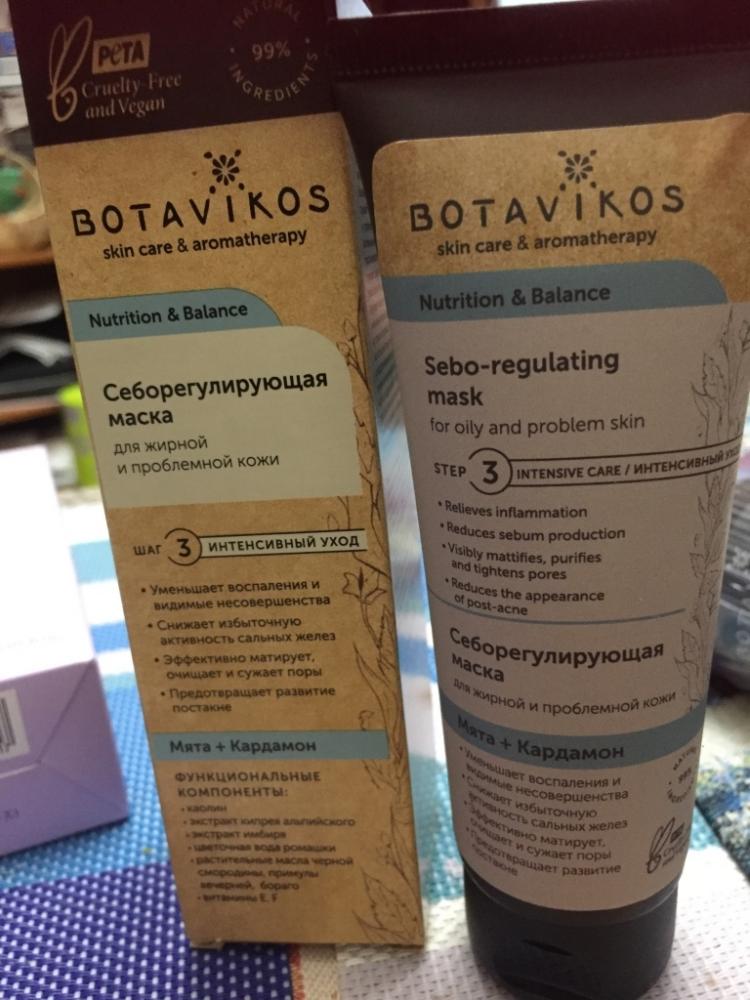 PETA
Cruelty-Free
and Vegan
NATURAL
99%
INGREDIENTS
BOTAVIKOS
skin care & aromatherapy
Nutrition & Balance
Себорегулирующая
маска
для жирной
и проблемной кожи
ШАГ 3 ИНТЕНСИВНЫЙ УХОД
• Уменьшает воспаления и
видимые несовершенства
• Снижает избыточную
активность сальных желез
• Эффективно матирует,
очищает и сужает поры
• Предотвращает развитие
постакне
Мята + Кардамон
ФУНКЦИОНАЛЬНЫЕ
КОМПОНЕНТЫ:
• каолин
• экстракт кипрея альпийского
• экстракт имбиря
• цветочная вода ромашки
• растительные масла черной
смородины, примулы
вечерней, бораго
• витамины E, F
BOTAVIKOS
skin care & aromatherapy
Nutrition & Balance
Sebo-regulating
mask
for oily and problem skin
STEP 3 INTENSIVE CARE / ИНТЕНСИВНЫЙ УХОД
• Relieves inflammation
• Reduces sebum production
• Visibly mattifies, purifies
and tightens pores
• Reduces the appearance
of post-acne
Себорегулирующая
маска
для жирной и проблемной кожи
Мята + Кардамон
• Уменьшает воспаления и
видимые несовершенства
• Снижает избыточную
активность сальных желез
• Эффективно матирует,
очищает и сужает поры
• Предотвращает развитие
постакне